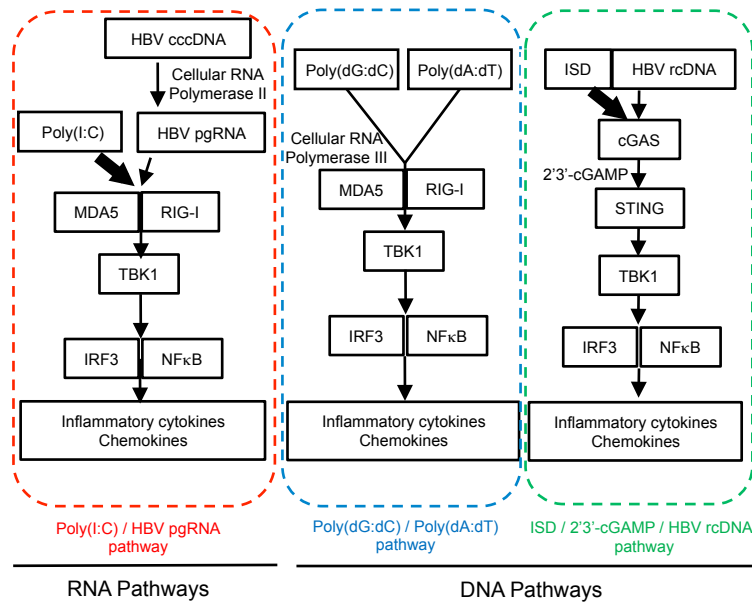 HBV cccDNA
Cellular RNA
Polymerase II
Poly(I:C)
HBV pgRNA
MDA5
RIG-I
TBK1
IRF3
NFκB
Inflammatory cytokines
Chemokines
Poly(I:C) / HBV pgRNA
pathway
RNA Pathways
Poly(dG:dC)
Poly(dA:dT)
Cellular RNA
Polymerase III
MDA5
RIG-I
TBK1
IRF3
NFκB
Inflammatory cytokines
Chemokines
Poly(dG:dC) / Poly(dA:dT)
pathway
ISD
HBV rcDNA
cGAS
2'3'-cGAMP
STING
TBK1
IRF3
NFκB
Inflammatory cytokines
Chemokines
ISD / 2'3'-cGAMP / HBV rcDNA
pathway
DNA Pathways